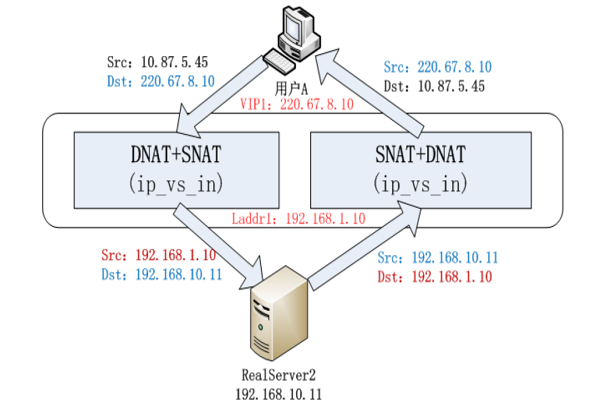 Src: 10.87.5.45
Dst: 220.67.8.10
用户A
Src: 220.67.8.10
Dst: 10.87.5.45
VIP1: 220.67.8.10
DNAT+SNAT
(ip_vs_in)
SNAT+DNAT
(ip_vs_in)
Laddr1: 192.168.1.10
Src: 192.168.1.10
Dst: 192.168.10.11
Src: 192.168.10.11
Dst: 192.168.1.10
RealServer2
192.168.10.11